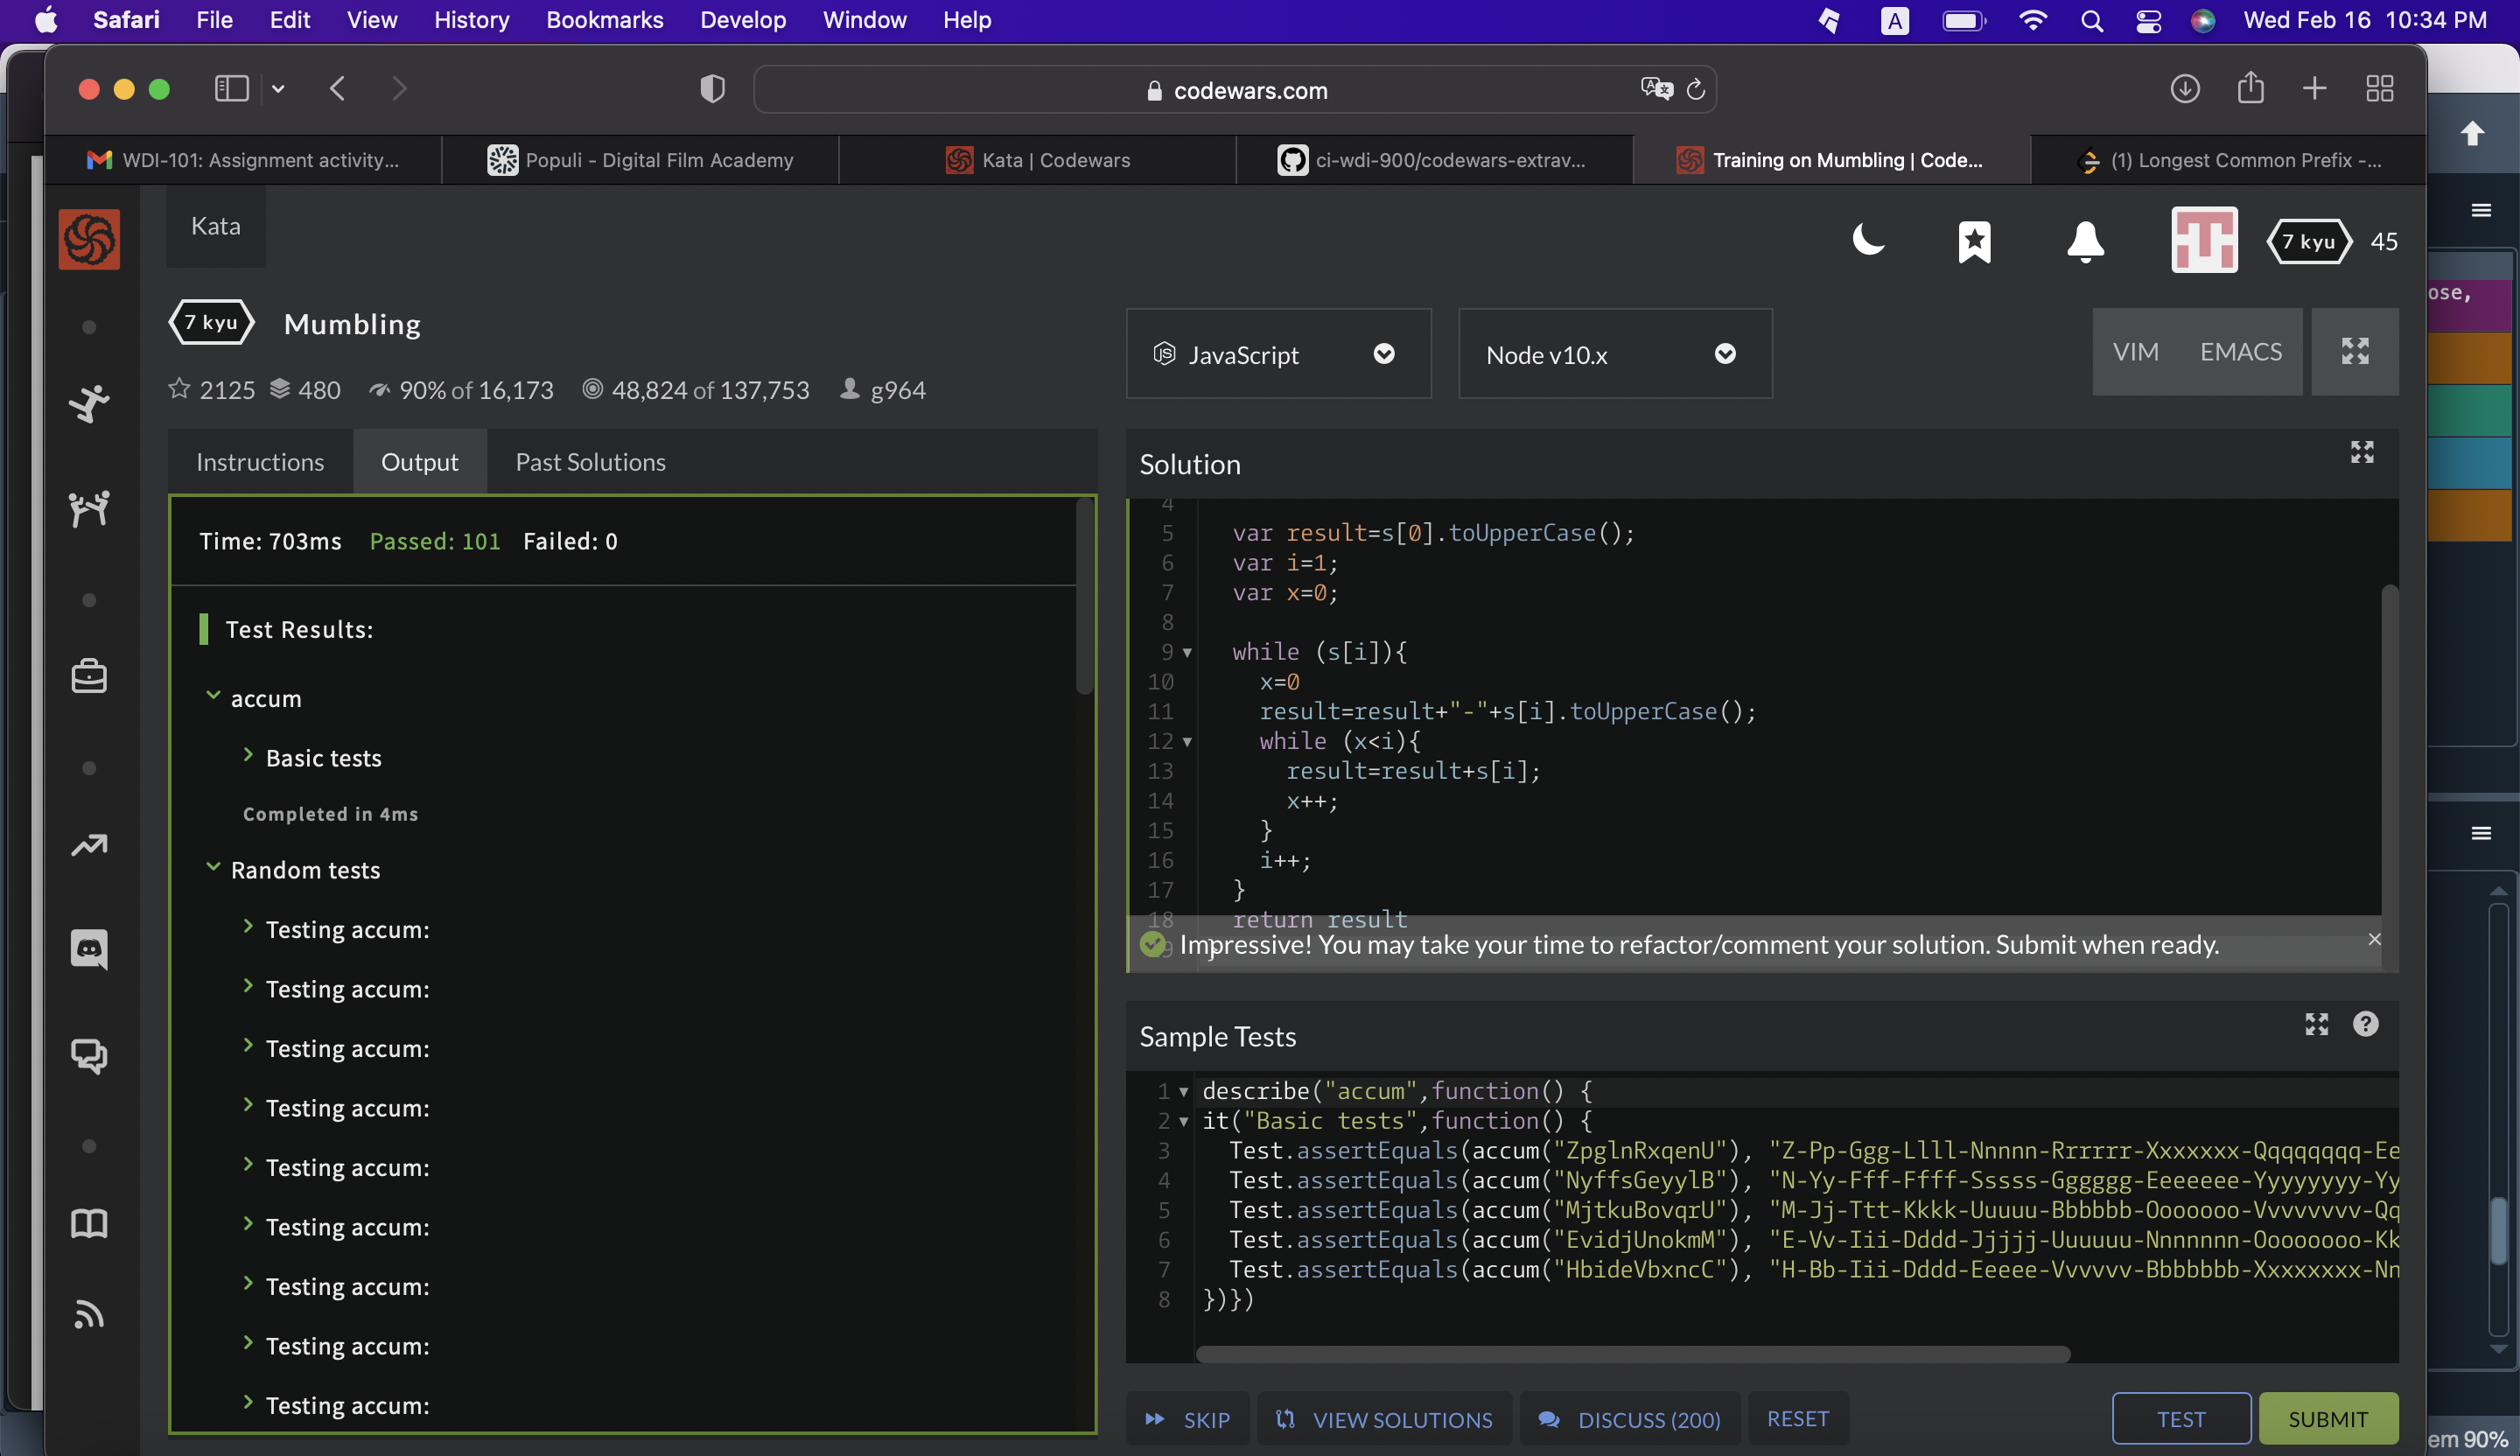 Safari File Edit View History Bookmarks Develop Window Help A Wed Feb 16 10:34 PM
codewars.com
WDI-101: Assignment activity... Populi - Digital Film Academy Kata | Codewars ci-wdi-900/codewars-extrav... Training on Mumbling | Code... (1) Longest Common Prefix -...
Kata
7 kyu 45
7 kyu Mumbling
2125 480 90% of 16,173 48,824 of 137,753 g964
JS JavaScript Node v10.x VIM EMACS
Instructions Output Past Solutions
Time: 703ms Passed: 101 Failed: 0
Test Results:
accum
Basic tests
Completed in 4ms
Random tests
Testing accum:
Testing accum:
Testing accum:
Testing accum:
Testing accum:
Testing accum:
Testing accum:
Testing accum:
Testing accum:
Solution
4
5 var result=s[0].toUpperCase();
6 var i=1;
7 var x=0;
8
9 while (s[i]){
10 x=0
11 result=result+"-"+s[i].toUpperCase();
12 while (x<i){
13 result=result+s[i];
14 x++;
15 }
16 i++;
17 }
18 return result
Impressive! You may take your time to refactor/comment your solution. Submit when ready. ×
Sample Tests ?
1 describe("accum",function() {
2 it("Basic tests",function() {
3 Test.assertEquals(accum("ZpglnRxqenU"), "Z-Pp-Ggg-Llll-Nnnnn-Rrrrrr-Xxxxxxx-Qqqqqqqq-Ee
4 Test.assertEquals(accum("NyffsGeyylB"), "N-Yy-Fff-Ffff-Sssss-Gggggg-Eeeeeee-Yyyyyyyy-Yy
5 Test.assertEquals(accum("MjtkuBovqrU"), "M-Jj-Ttt-Kkkk-Uuuuu-Bbbbbb-Ooooooo-Vvvvvvvv-Qq
6 Test.assertEquals(accum("EvidjUnokmM"), "E-Vv-Iii-Dddd-Jjjjj-Uuuuuu-Nnnnnnn-Oooooooo-Kk
7 Test.assertEquals(accum("HbideVbxncC"), "H-Bb-Iii-Dddd-Eeeee-Vvvvvv-Bbbbbbb-Xxxxxxxx-Nn
8 })})
SKIP VIEW SOLUTIONS DISCUSS (200) RESET TEST SUBMIT
ose,
em 90%